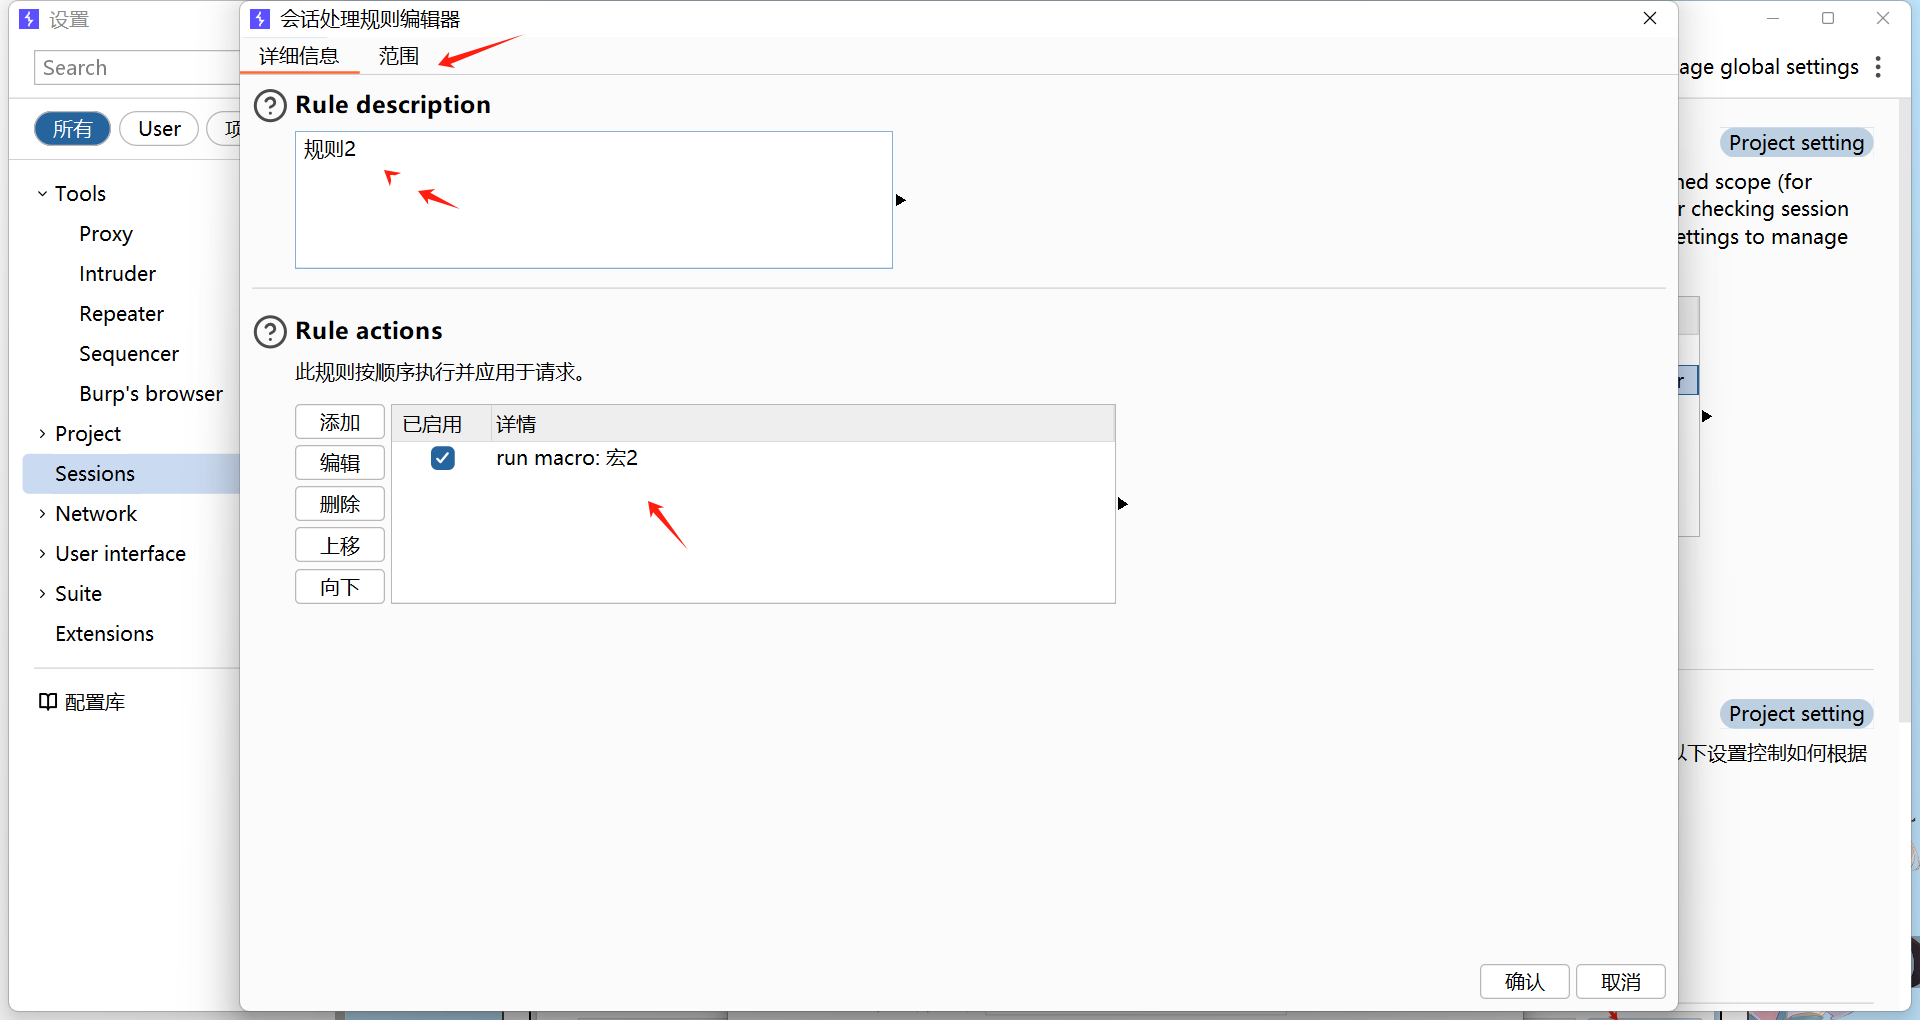 设置
会话处理规则编辑器
详细信息 范围
Search
age global settings
所有 User 项
Rule description
规则2
Project setting
ned scope (for
r checking session
ettings to manage
Tools
Proxy
Intruder
Repeater
Sequencer
Burp's browser
Project
Sessions
Network
User interface
Suite
Extensions
配置库
Rule actions
此规则按顺序执行并应用于请求。
添加
编辑
删除
上移
向下
已启用 详情
run macro: 宏2
r
Project setting
以下设置控制如何根据
确认 取消